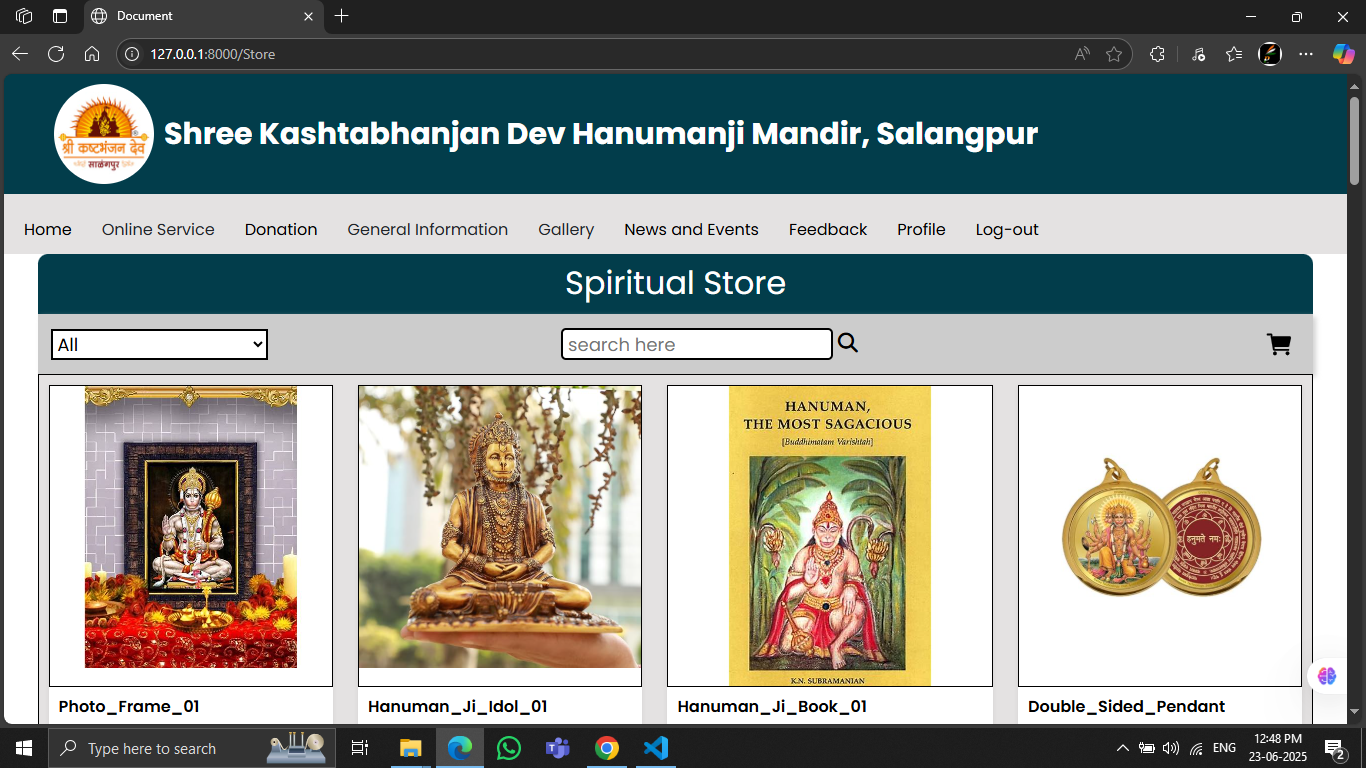 Document
127.0.0.1:8000/Store
श्री कष्टभंजन देव
साळंगपुर
Shree Kashtabhanjan Dev Hanumanji Mandir, Salangpur
Home Online Service Donation General Information Gallery News and Events Feedback Profile Log-out
Spiritual Store
All search here
HANUMAN,
THE MOST SAGACIOUS
[Buddhimatam Varishtah]
हनुमते नमः
K.N. SUBRAMANIAN
Photo_Frame_01 Hanuman_Ji_Idol_01 Hanuman_Ji_Book_01 Double_Sided_Pendant
Type here to search
ENG
12:48 PM
23-06-2025
2